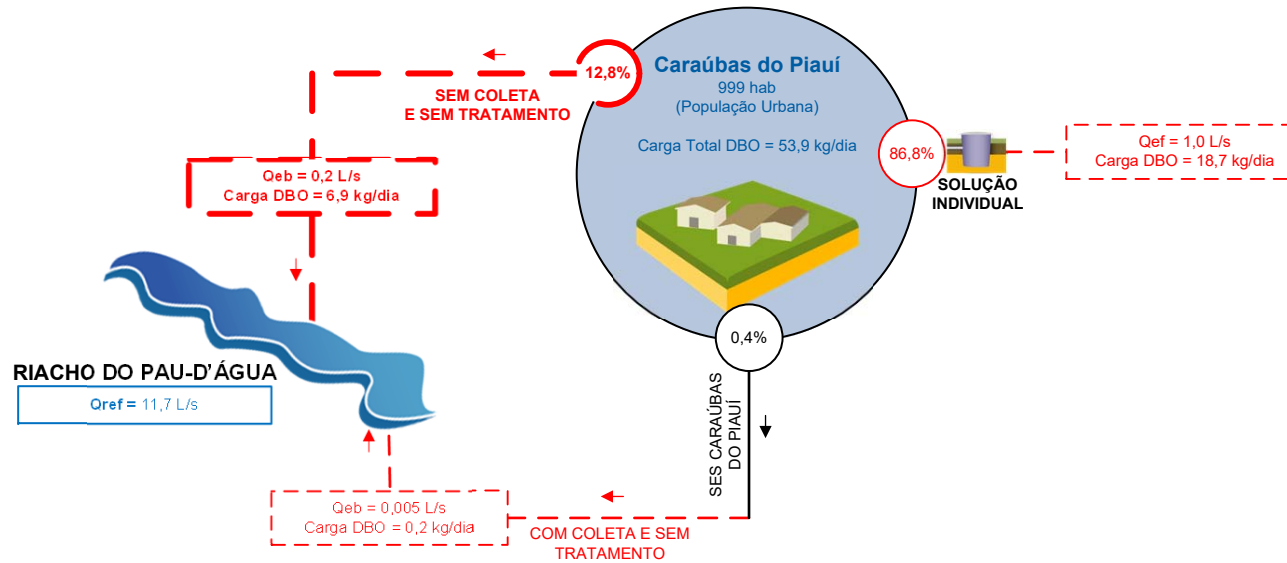 Caraúbas do Piauí
999 hab
(População Urbana)
Carga Total DBO = 53,9 kg/dia
12,8%
SEM COLETA
E SEM TRATAMENTO
Qeb = 0,2 L/s
Carga DBO = 6,9 kg/dia
86,8%
SOLUÇÃO
INDIVIDUAL
Qef = 1,0 L/s
Carga DBO = 18,7 kg/dia
RIACHO DO PAU-D'ÁGUA
Qref = 11,7 L/s
0,4%
SES CARAÚBAS
DO PIAUÍ
Qeb = 0,005 L/s
Carga DBO = 0,2 kg/dia
COM COLETA E SEM
TRATAMENTO